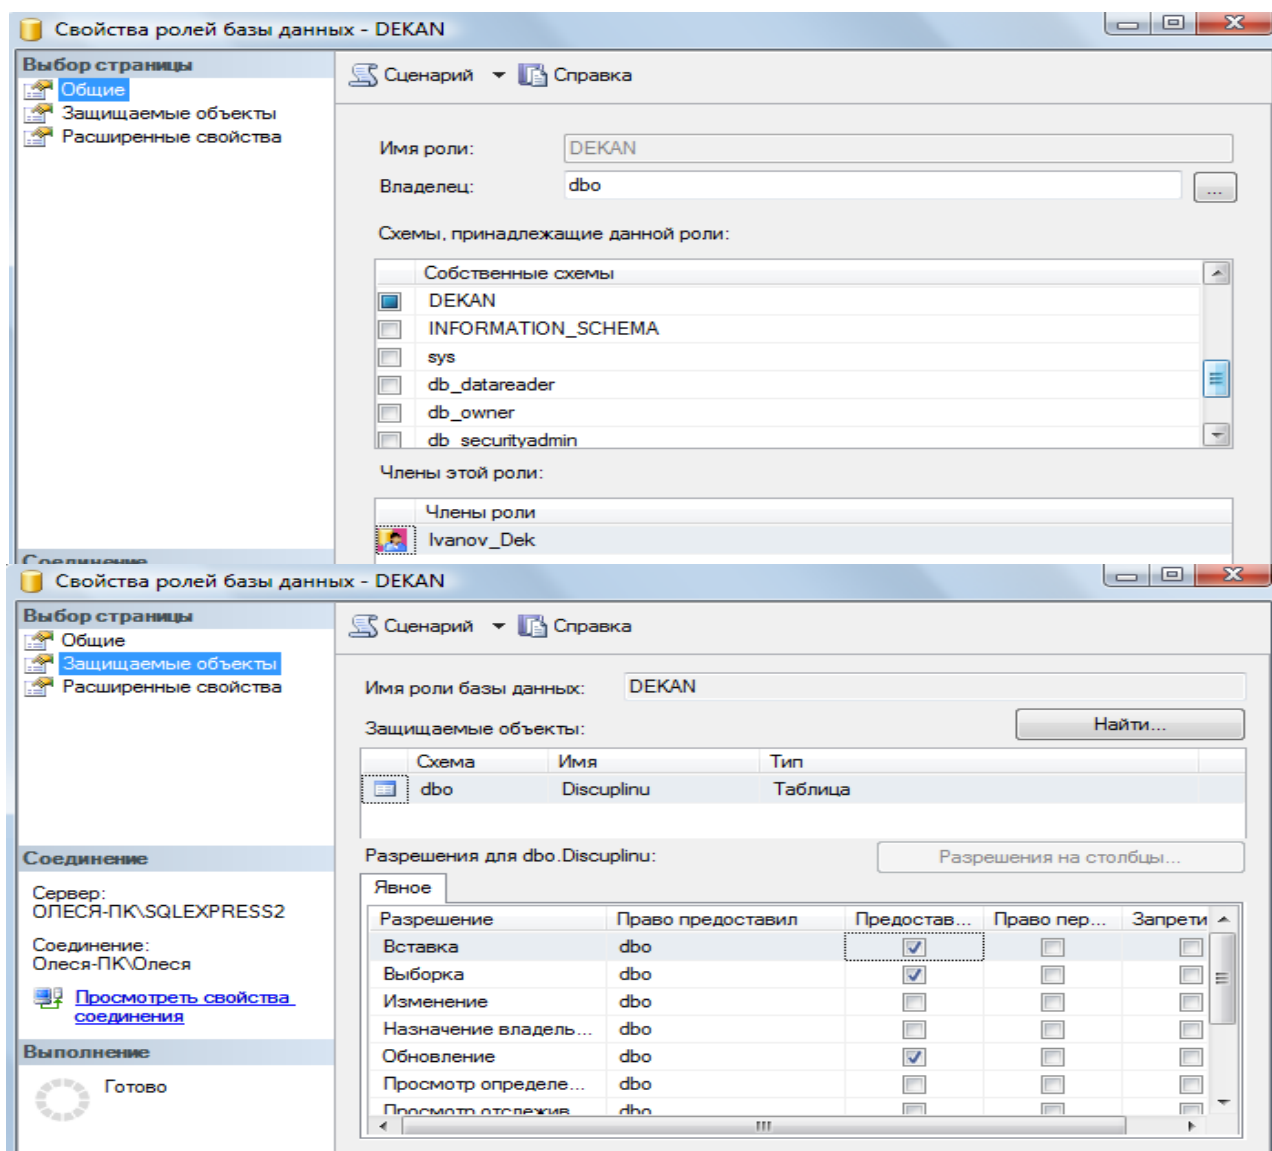 Свойства ролей базы данных - DEKAN
Выбор страницы
Общие
Защищаемые объекты
Расширенные свойства
Сценарий Справка
Имя роли: DEKAN
Владелец: dbo ...
Схемы, принадлежащие данной роли:
Собственные схемы
DEKAN
INFORMATION_SCHEMA
sys
db_datareader
db_owner
db_securityadmin
Члены этой роли:
Члены роли
Ivanov_Dek
Соединение
Свойства ролей базы данных - DEKAN
Выбор страницы
Общие
Защищаемые объекты
Расширенные свойства
Сценарий Справка
Имя роли базы данных: DEKAN
Защищаемые объекты: Найти...
Схема Имя Тип
dbo Discuplinu Таблица
Разрешения для dbo.Discuplinu: Разрешения на столбцы...
Явное
Разрешение Право предоставил Предостав... Право пер... Запрети
Вставка dbo
Выборка dbo
Изменение dbo
Назначение владель... dbo
Обновление dbo
Просмотр определе... dbo
Просмотр отслежив dbo
Соединение
Сервер:
ОЛЕСЯ-ПК\SQLEXPRESS2
Соединение:
Олеся-ПК\Олеся
Просмотреть свойства
соединения
Выполнение
Готово